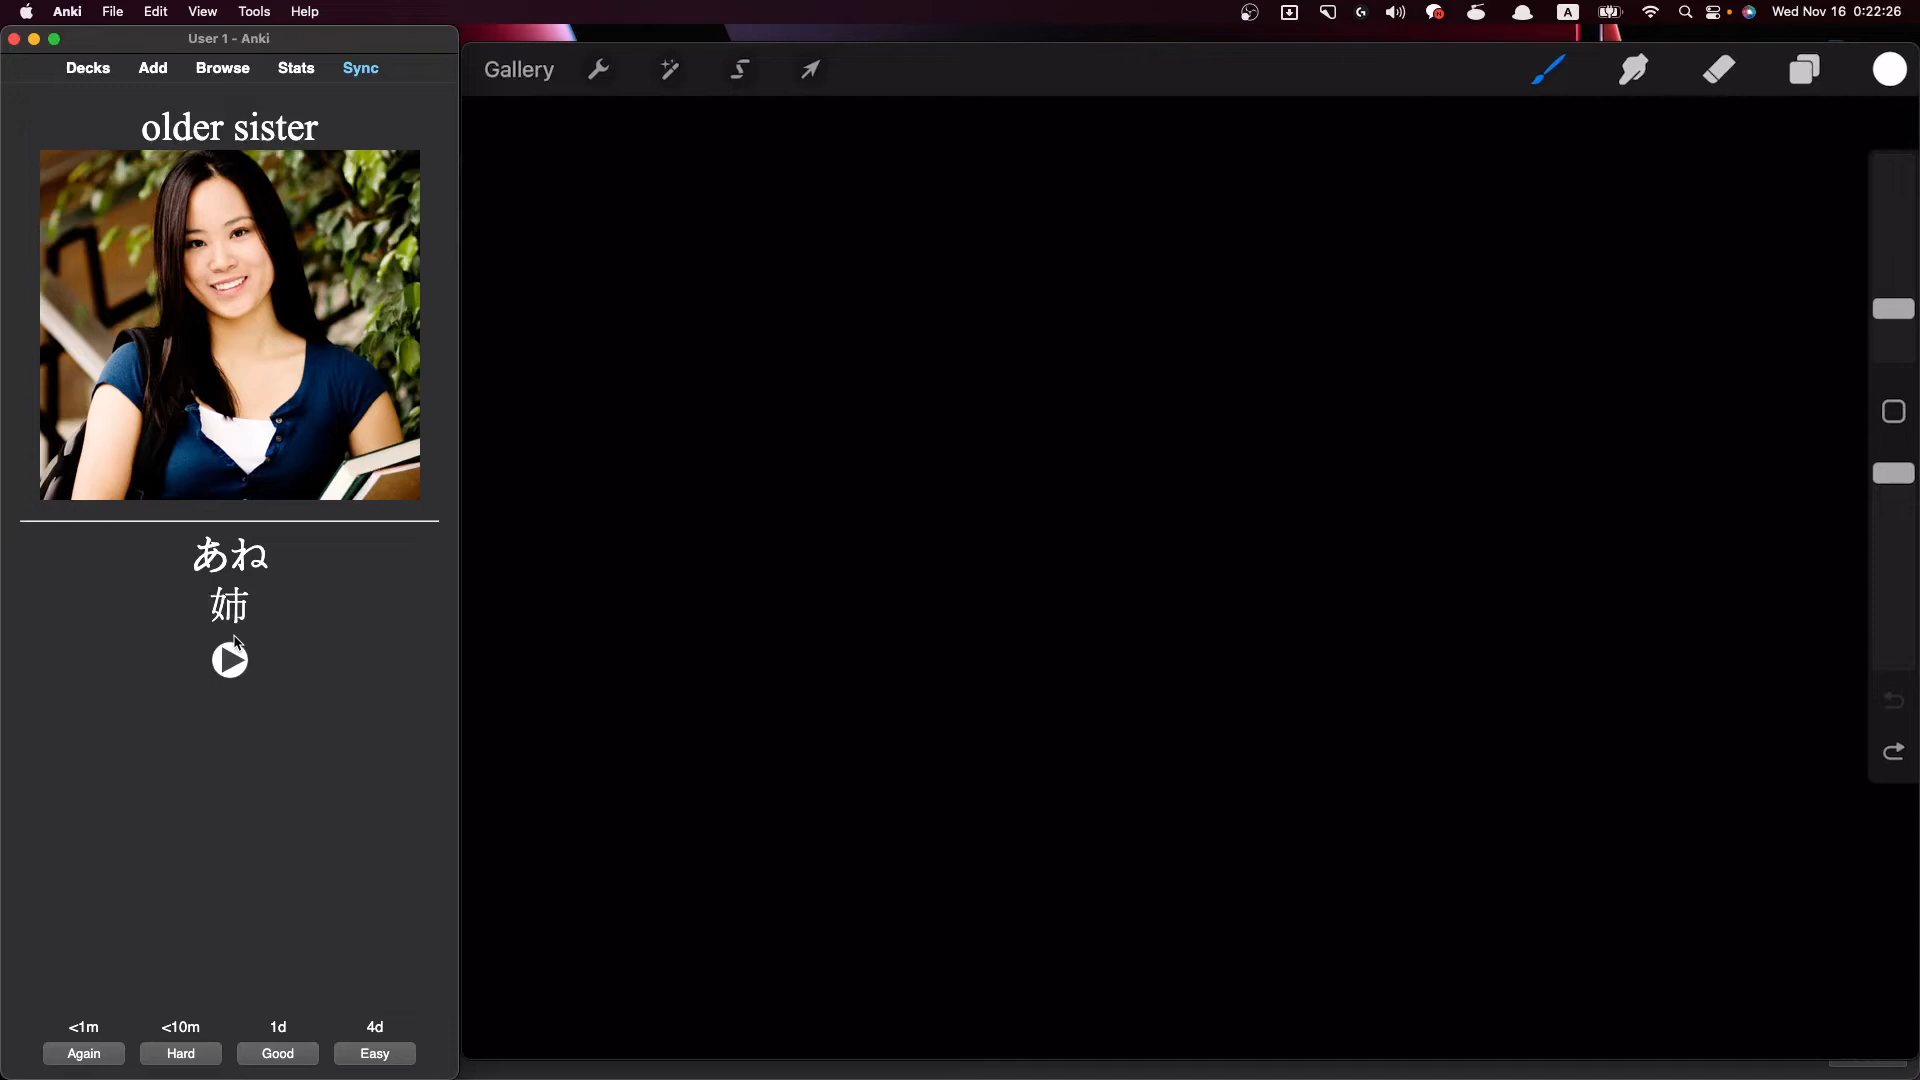 Anki File Edit View Tools Help
A
Wed Nov 16 0:22:26
User 1 - Anki
Decks Add Browse Stats Sync
Gallery
older sister
あね
姉
<1m <10m 1d 4d
Again Hard Good Easy